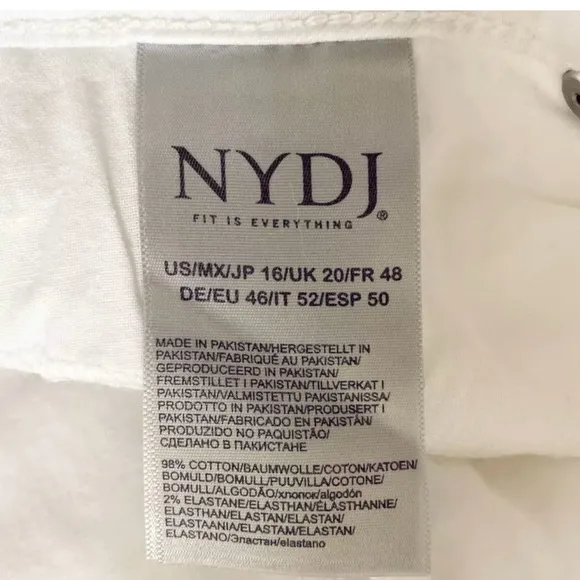 NYDJ®
FIT IS EVERYTHING
US/MX/JP 16/UK 20/FR 48
DE/EU 46/IT 52/ESP 50
MADE IN PAKISTAN/HERGESTELLT IN
PAKISTAN/FABRIQUÉ AU PAKISTAN/
GEPRODUCEERD IN PAKISTAN/
FREMSTILLET I PAKISTAN/TILLVERKAT I
PAKISTAN/VALMISTETTU PAKISTANISSA/
PRODOTTO IN PAKISTAN/PRODUSERT I
PAKISTAN/FABRICADO EN PAKISTÁN/
PRODUZIDO NO PAQUISTÃO/
СДЕЛАНО В ПАКИСТАНЕ
98% COTTON/BAUMWOLLE/COTON/KATOEN/
BOMULD/BOMULL/PUUVILLA/COTONE/
BOMULL/ALGODÃO/хлопок/algodón
2% ELASTANE/ELASTHAN/ÉLASTHANNE/
ELASTHAN/ELASTAN/ELASTAN/
ELASTAANIA/ELASTAM/ELASTAN/
ELASTANO/Эластан/elastano